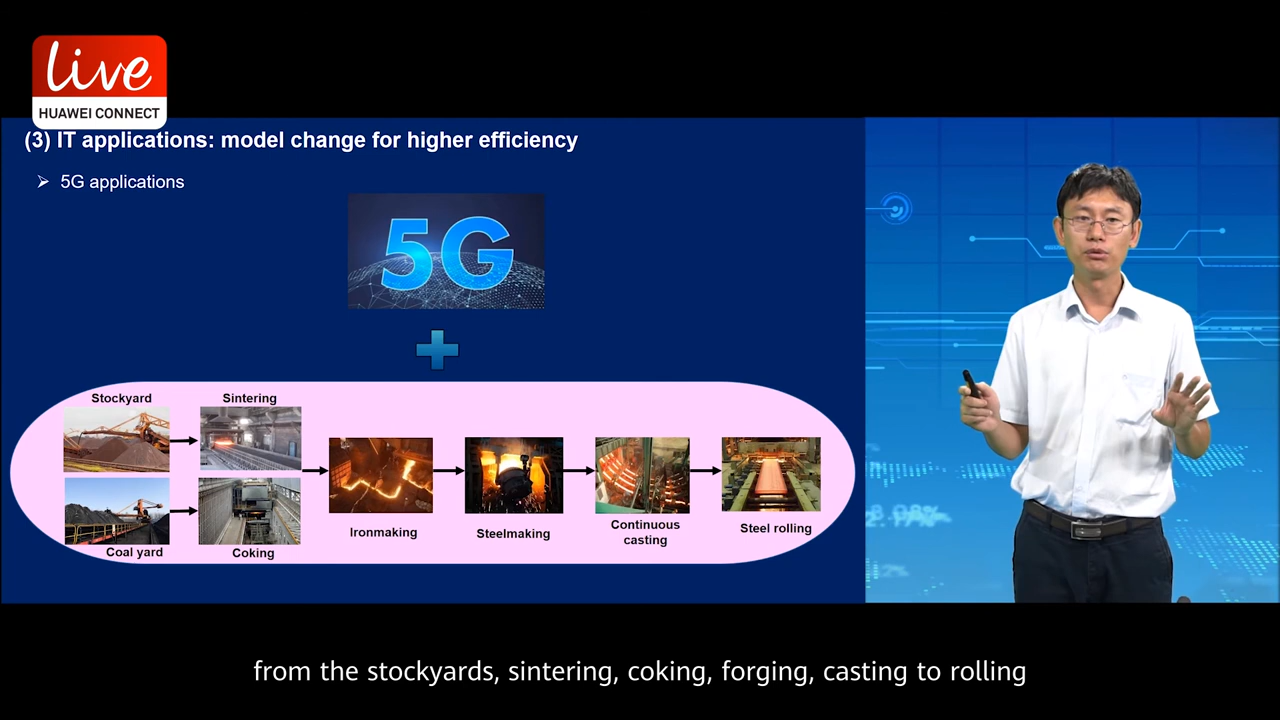 live
HUAWEI CONNECT
(3) IT applications: model change for higher efficiency
➢ 5G applications
5G
Stockyard
Sintering
Coal yard
Coking
Ironmaking
Steelmaking
Continuous
casting
Steel rolling
from the stockyards, sintering, coking, forging, casting to rolling